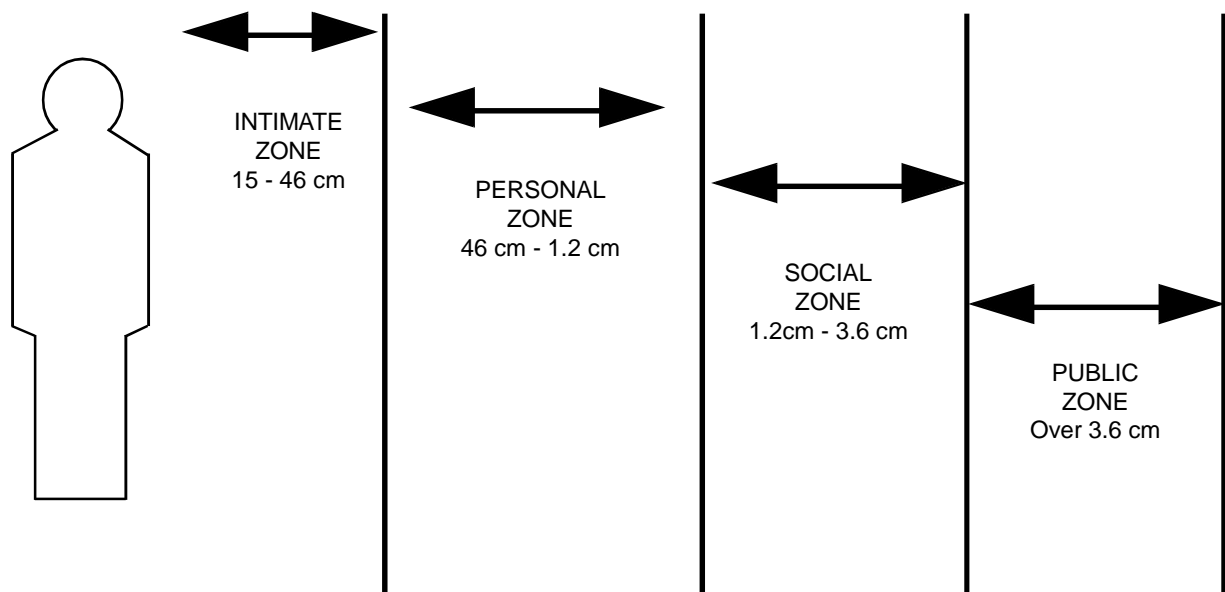 INTIMATE
ZONE
15 - 46 cm
PERSONAL
ZONE
46 cm - 1.2 cm
SOCIAL
ZONE
1.2cm - 3.6 cm
PUBLIC
ZONE
Over 3.6 cm